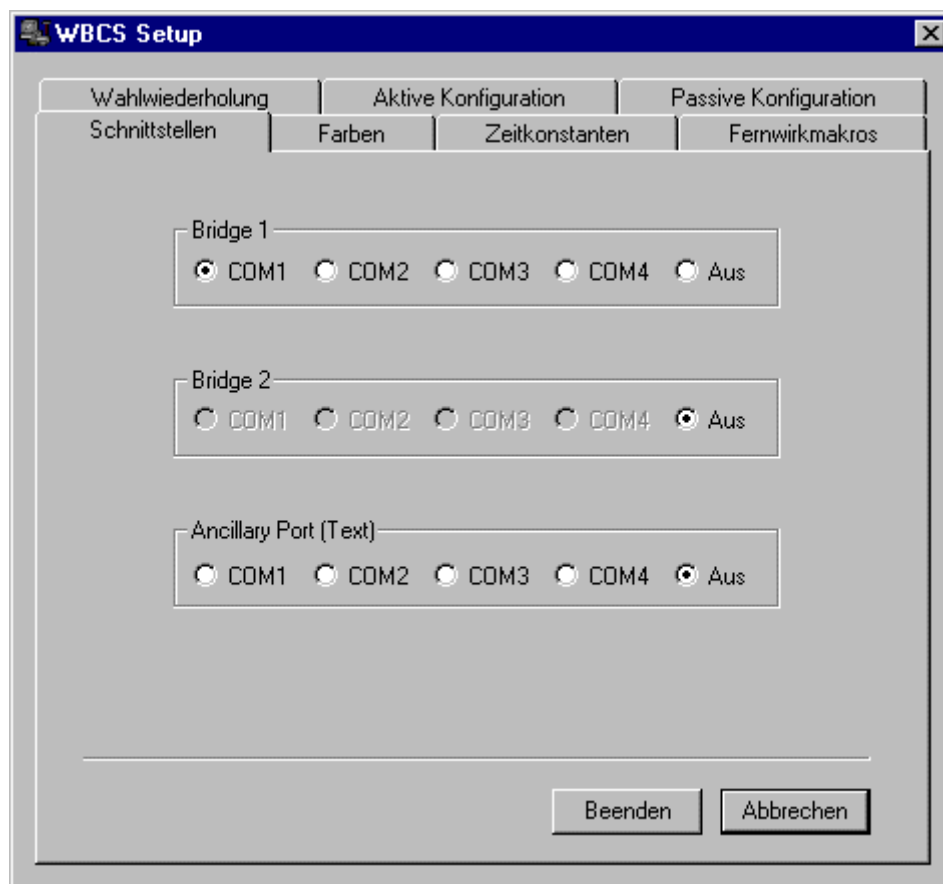 WBCS Setup
Wahlwiederholung Aktive Konfiguration Passive Konfiguration
Schnittstellen Farben Zeitkonstanten Fernwirkmakros
Bridge 1
COM1 COM2 COM3 COM4 Aus
Bridge 2
COM1 COM2 COM3 COM4 Aus
Ancillary Port (Text)
COM1 COM2 COM3 COM4 Aus
Beenden Abbrechen